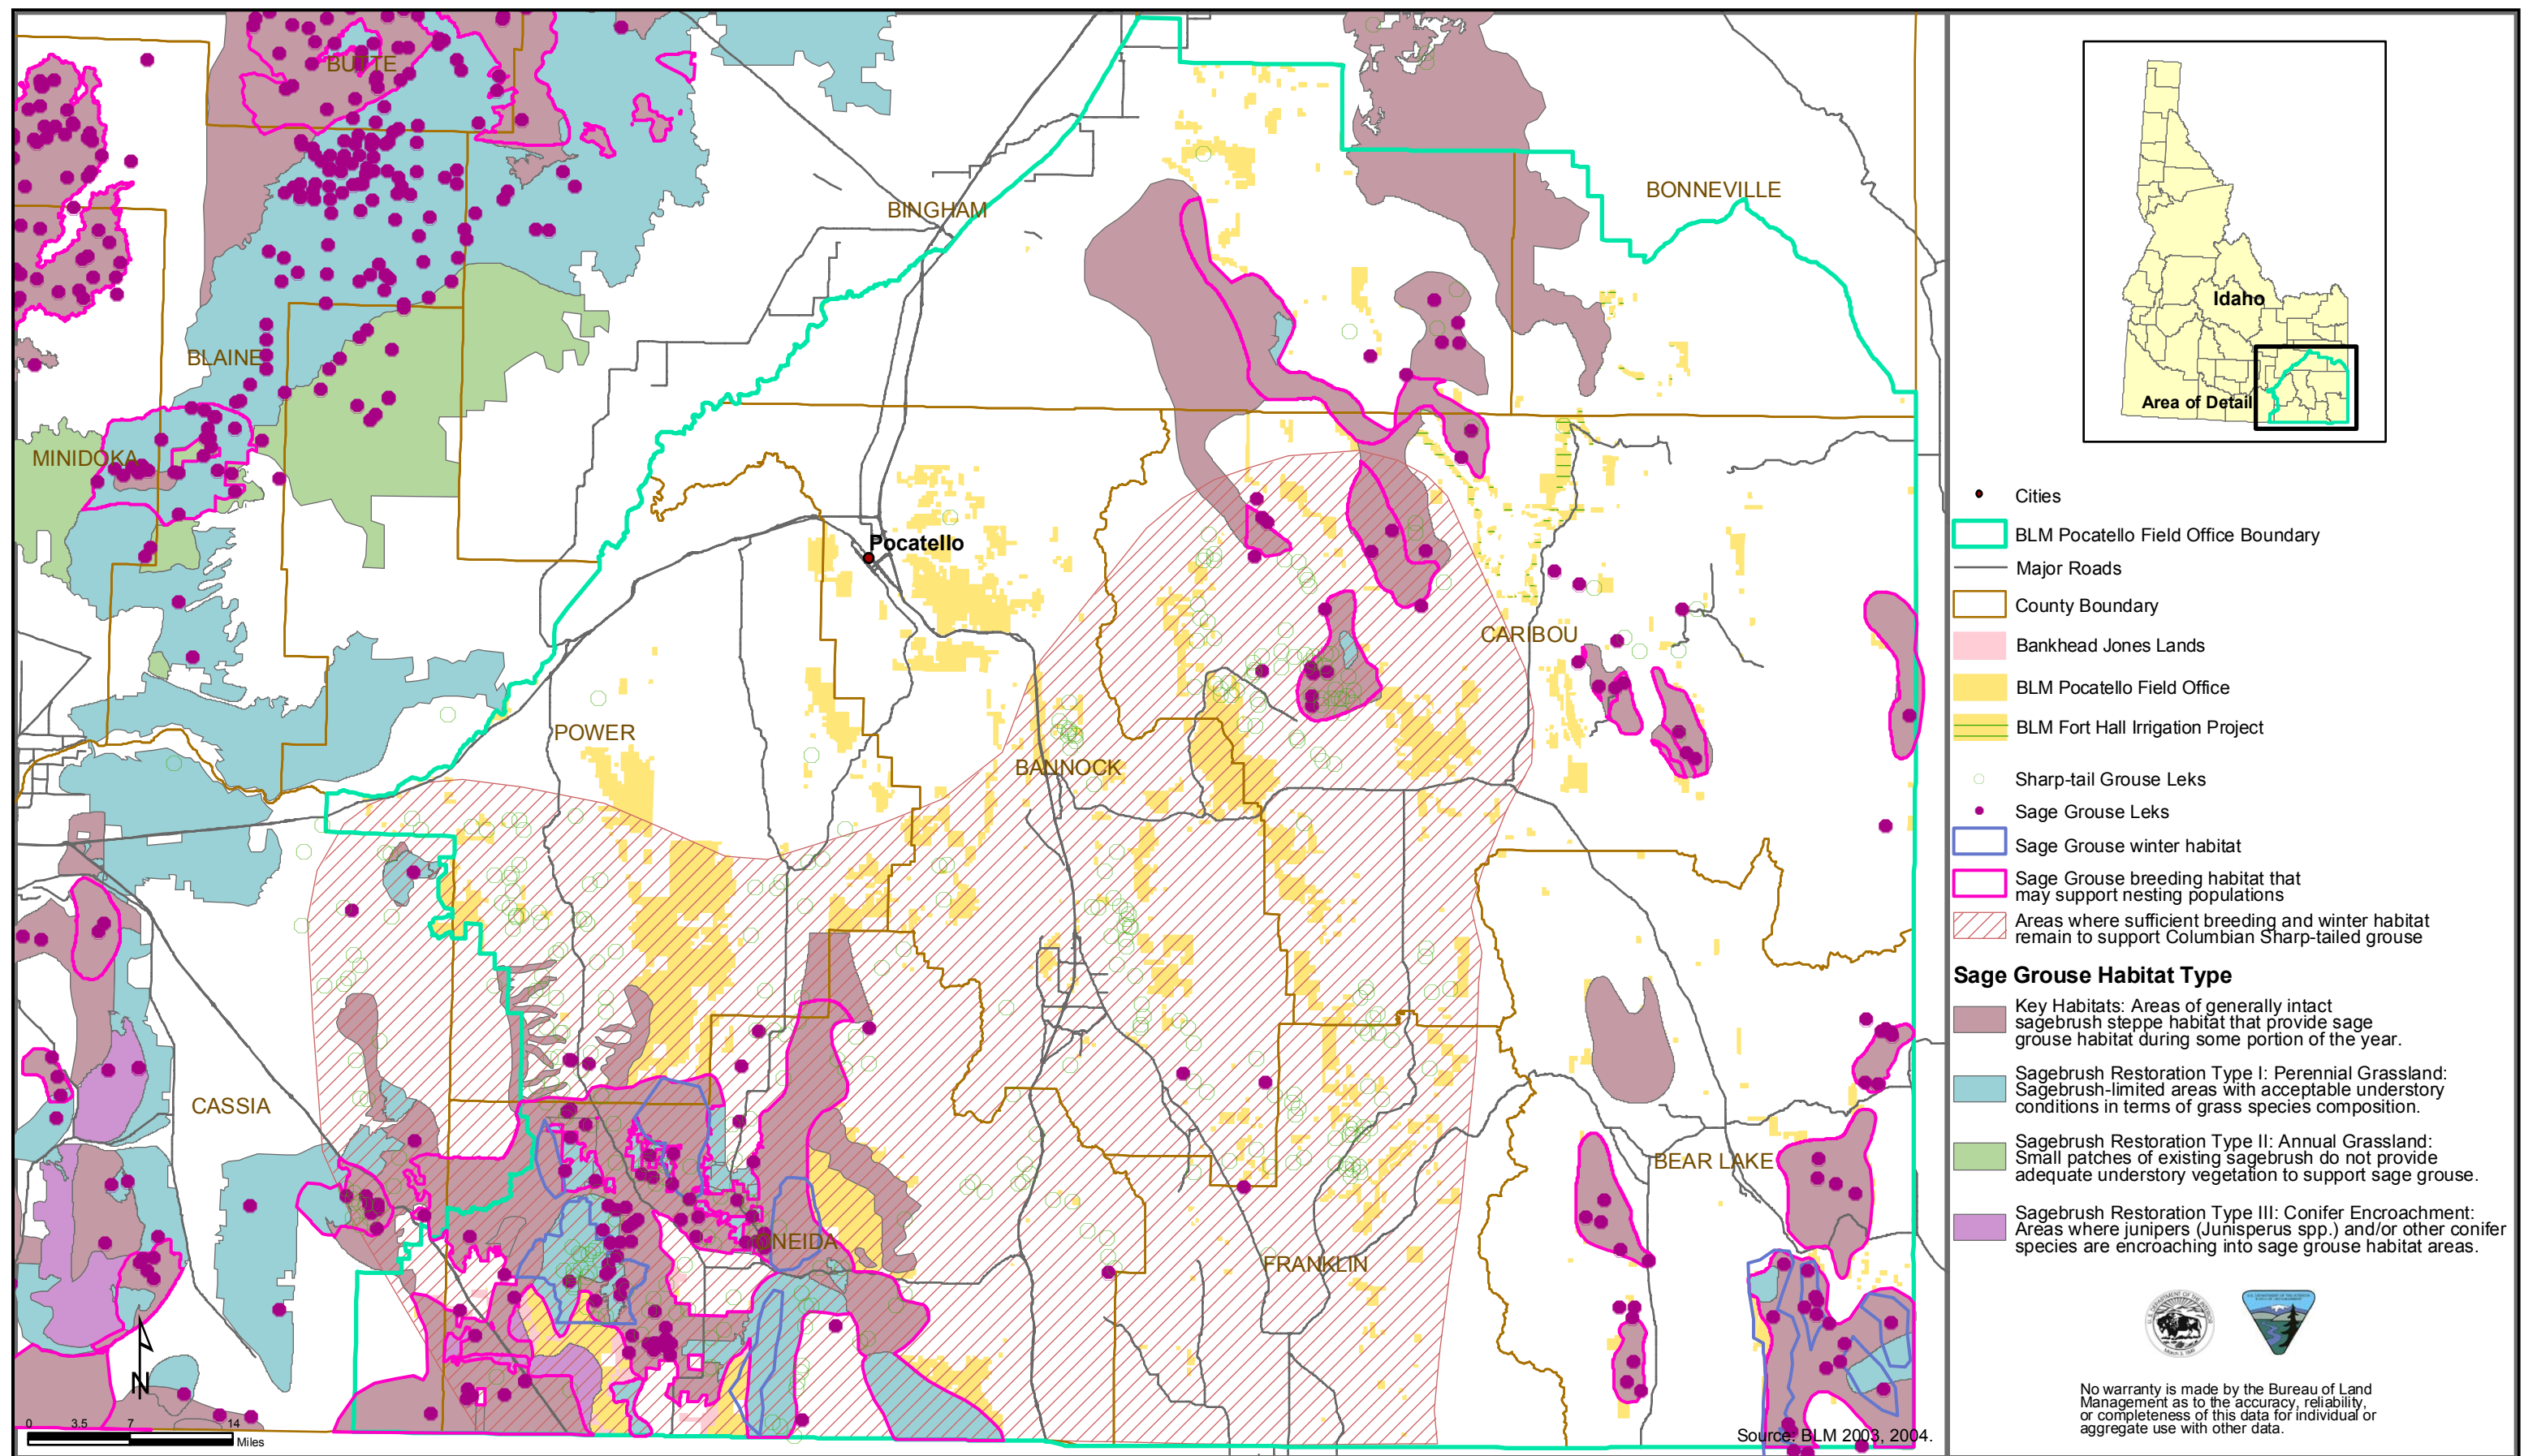 BUTTE
BINGHAM
BONNEVILLE
BLAINE
MINIDOKA
Pocatello
CARIBOU
POWER
BANNOCK
CASSIA
BEAR LAKE
ONEIDA
FRANKLIN
N
0 3.5 7 14
Miles
Source: BLM 2003, 2004.
Idaho
Area of Detail
Cities
BLM Pocatello Field Office Boundary
Major Roads
County Boundary
Bankhead Jones Lands
BLM Pocatello Field Office
BLM Fort Hall Irrigation Project
Sharp-tail Grouse Leks
Sage Grouse Leks
Sage Grouse winter habitat
Sage Grouse breeding habitat that
may support nesting populations
Areas where sufficient breeding and winter habitat
remain to support Columbian Sharp-tailed grouse
Sage Grouse Habitat Type
Key Habitats: Areas of generally intact
sagebrush steppe habitat that provide sage
grouse habitat during some portion of the year.
Sagebrush Restoration Type I: Perennial Grassland:
Sagebrush-limited areas with acceptable understory
conditions in terms of grass species composition.
Sagebrush Restoration Type II: Annual Grassland:
Small patches of existing sagebrush do not provide
adequate understory vegetation to support sage grouse.
Sagebrush Restoration Type III: Conifer Encroachment:
Areas where junipers (Junisperus spp.) and/or other conifer
species are encroaching into sage grouse habitat areas.
No warranty is made by the Bureau of Land
Management as to the accuracy, reliability,
or completeness of this data for individual or
aggregate use with other data.